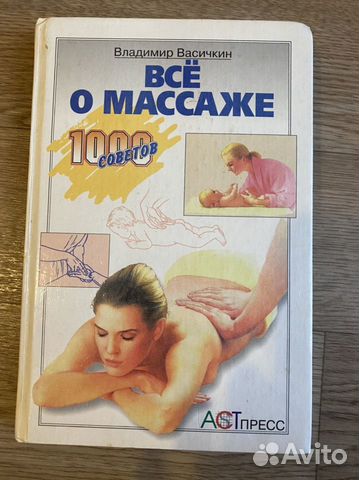 Владимир Васичкин
ВСЁ
О МАССАЖЕ
1000
СОВЕТОВ
АСТ ПРЕСС
Avito